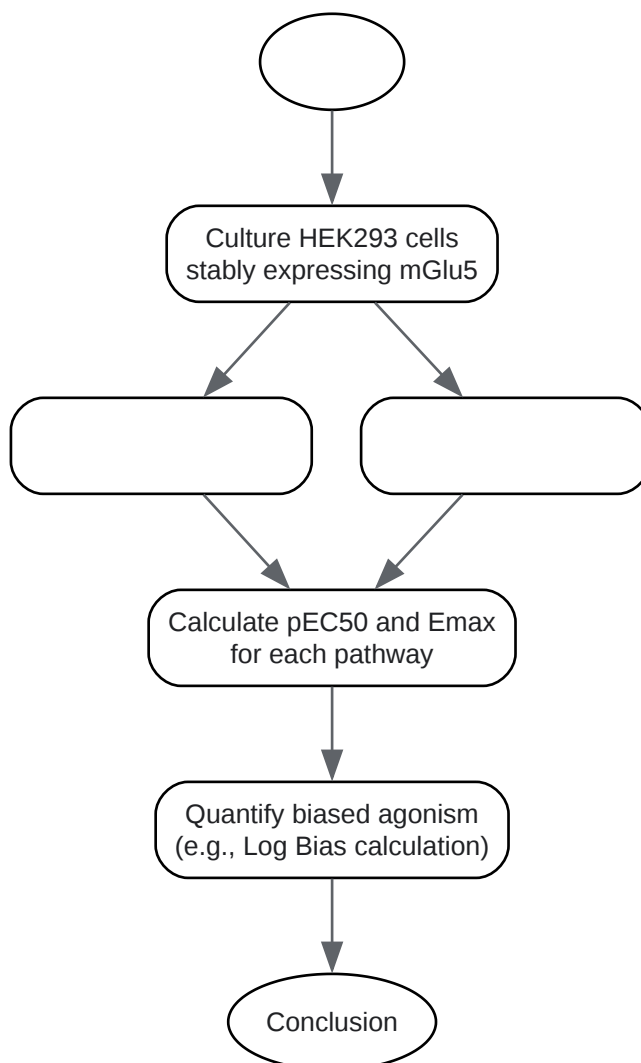 Culture HEK293 cells
stably expressing mGlu5
Calculate pEC50 and Emax
for each pathway
Quantify biased agonism
(e.g., Log Bias calculation)
Conclusion